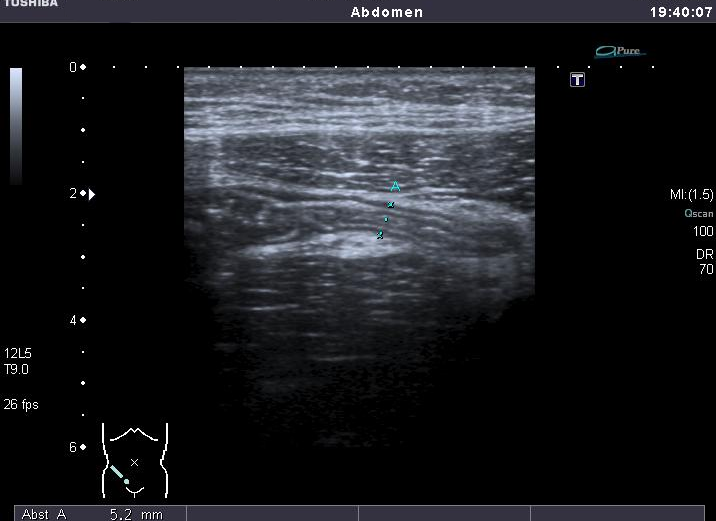 TOSHIBA
Abdomen
19:40:07
aPure
T
0
A
2
MI:(1.5)
Qscan
100
DR
70
4
12L5
T9.0
26 fps
6
Abst A 5.2 mm